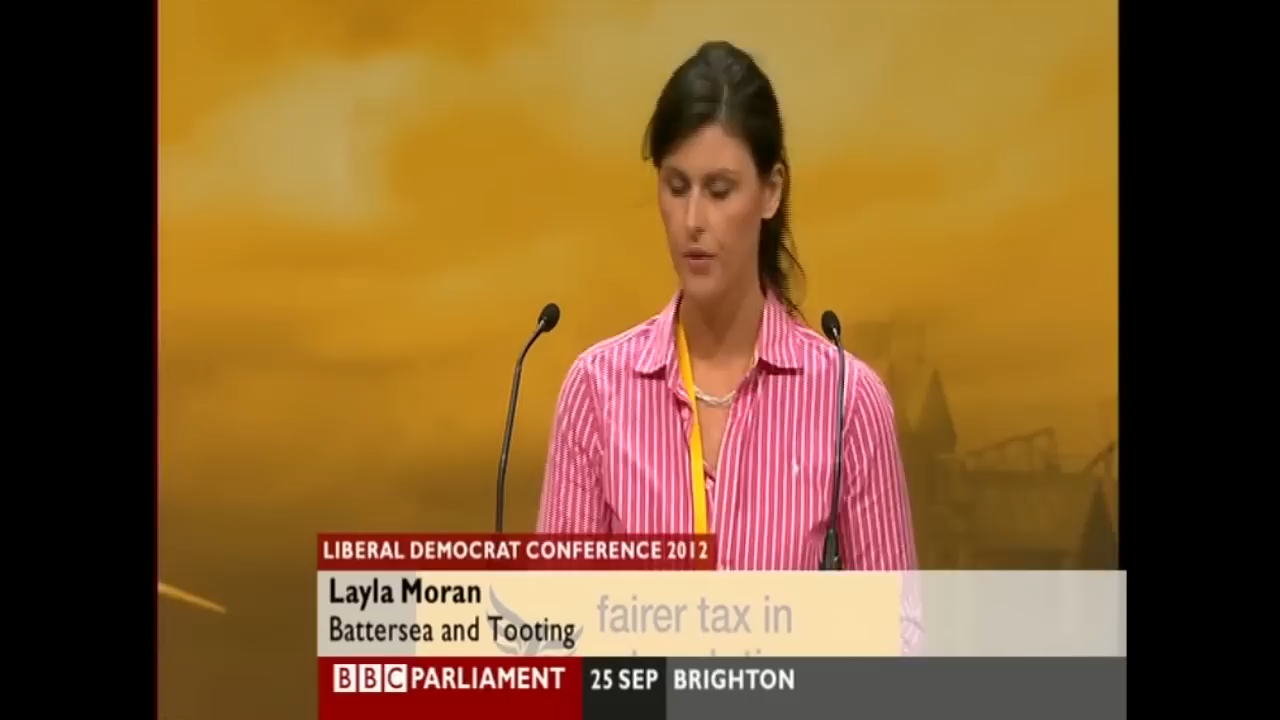 LIBERAL DEMOCRAT CONFERENCE 2012
Layla Moran
Battersea and Tooting
fairer tax in
BBC PARLIAMENT 25 SEP BRIGHTON